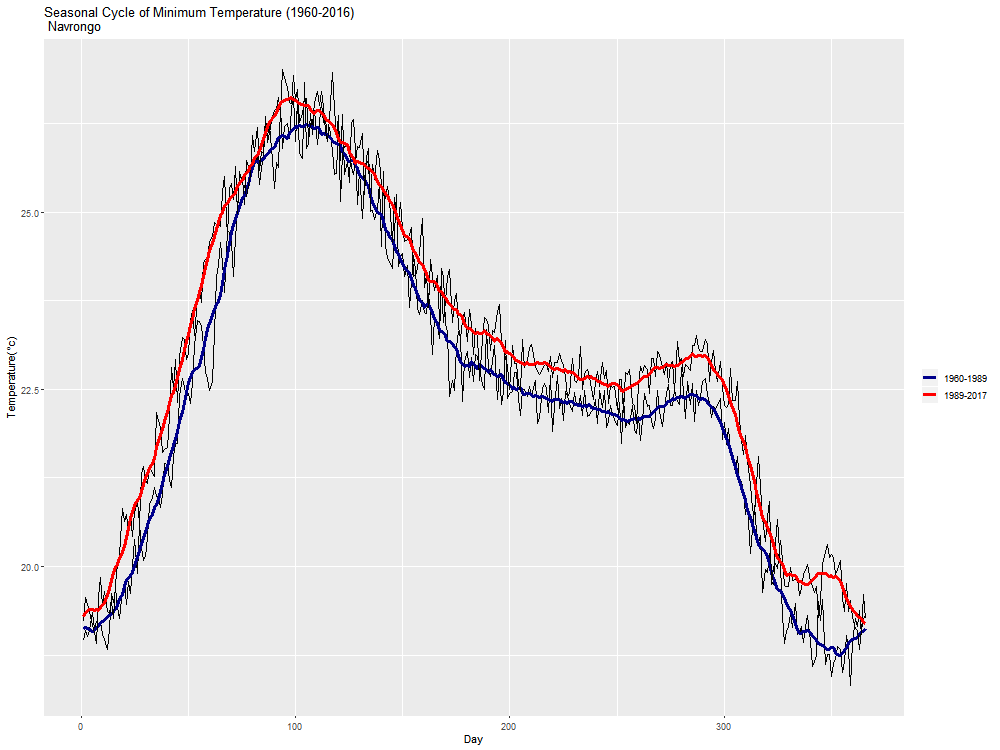 Seasonal Cycle of Minimum Temperature (1960-2016)
Navrongo
25.0
22.5
20.0
Temperature(°c)
0
100
200
300
Day
1960-1989
1989-2017